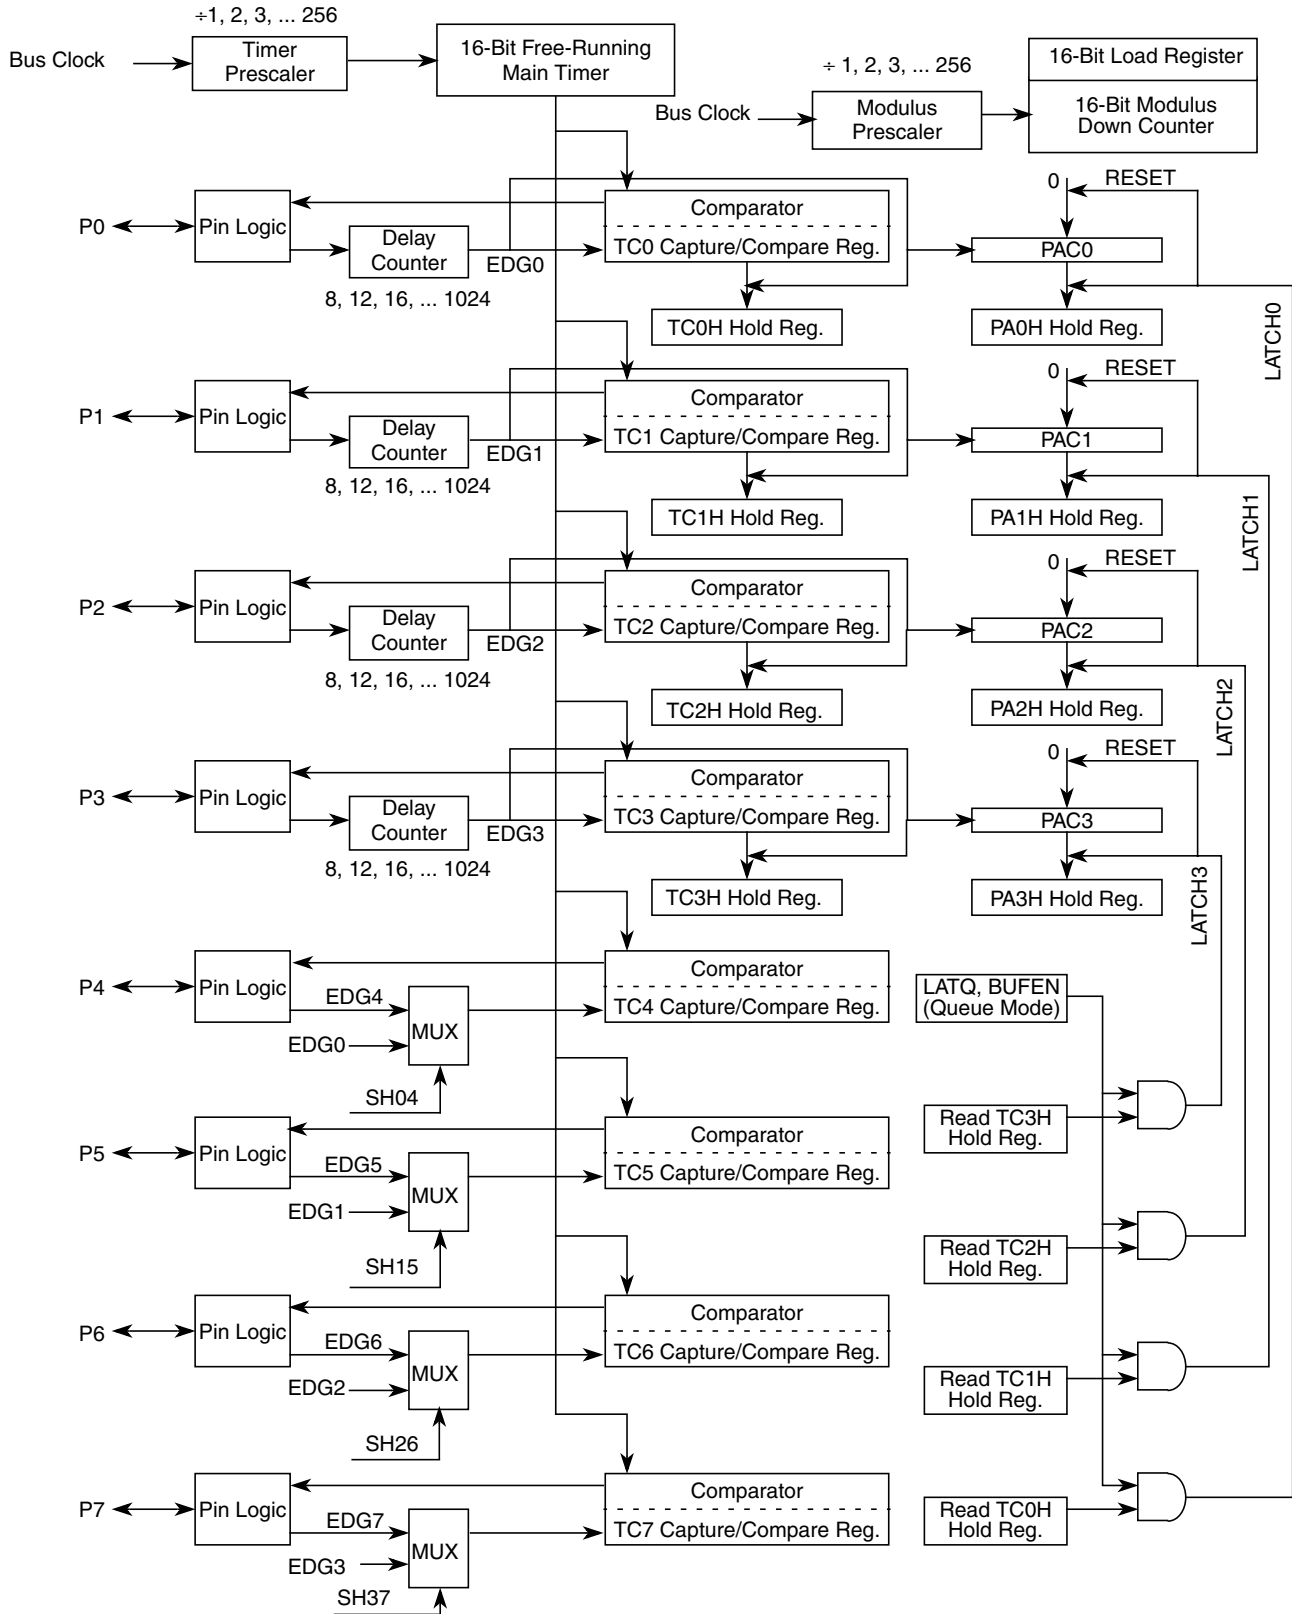 ÷1, 2, 3, ... 256
Bus Clock
Timer
Prescaler
16-Bit Free-Running
Main Timer
÷ 1, 2, 3, ... 256
Bus Clock
Modulus
Prescaler
16-Bit Load Register
16-Bit Modulus
Down Counter
P0
Pin Logic
Delay
Counter
8, 12, 16, ... 1024
EDG0
Comparator
TC0 Capture/Compare Reg.
TC0H Hold Reg.
0
RESET
PAC0
PA0H Hold Reg.
LATCH0
P1
Pin Logic
Delay
Counter
8, 12, 16, ... 1024
EDG1
Comparator
TC1 Capture/Compare Reg.
TC1H Hold Reg.
0
RESET
PAC1
PA1H Hold Reg.
LATCH1
P2
Pin Logic
Delay
Counter
8, 12, 16, ... 1024
EDG2
Comparator
TC2 Capture/Compare Reg.
TC2H Hold Reg.
0
RESET
PAC2
PA2H Hold Reg.
LATCH2
P3
Pin Logic
Delay
Counter
8, 12, 16, ... 1024
EDG3
Comparator
TC3 Capture/Compare Reg.
TC3H Hold Reg.
0
RESET
PAC3
PA3H Hold Reg.
LATCH3
P4
Pin Logic
EDG4
EDG0
MUX
SH04
Comparator
TC4 Capture/Compare Reg.
LATQ, BUFEN
(Queue Mode)
P5
Pin Logic
EDG5
EDG1
MUX
SH15
Comparator
TC5 Capture/Compare Reg.
Read TC3H
Hold Reg.
Read TC2H
Hold Reg.
P6
Pin Logic
EDG6
EDG2
MUX
SH26
Comparator
TC6 Capture/Compare Reg.
Read TC1H
Hold Reg.
P7
Pin Logic
EDG7
EDG3
MUX
SH37
Comparator
TC7 Capture/Compare Reg.
Read TC0H
Hold Reg.